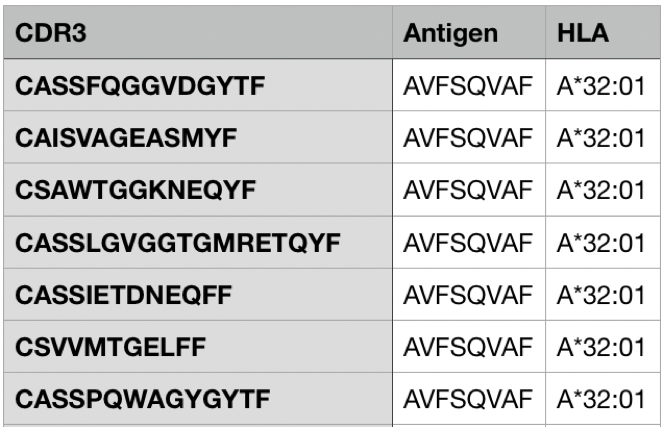 CDR3 Antigen HLA
CASSFQGGVDGYTF AVFSQVAF A*32:01
CAISVAGEASMYF AVFSQVAF A*32:01
CSAWTGGKNEQYF AVFSQVAF A*32:01
CASSLGVGGTGMRETQYF AVFSQVAF A*32:01
CASSIETDNEQFF AVFSQVAF A*32:01
CSVVMTGELFF AVFSQVAF A*32:01
CASSPQWAGYGYTF AVFSQVAF A*32:01